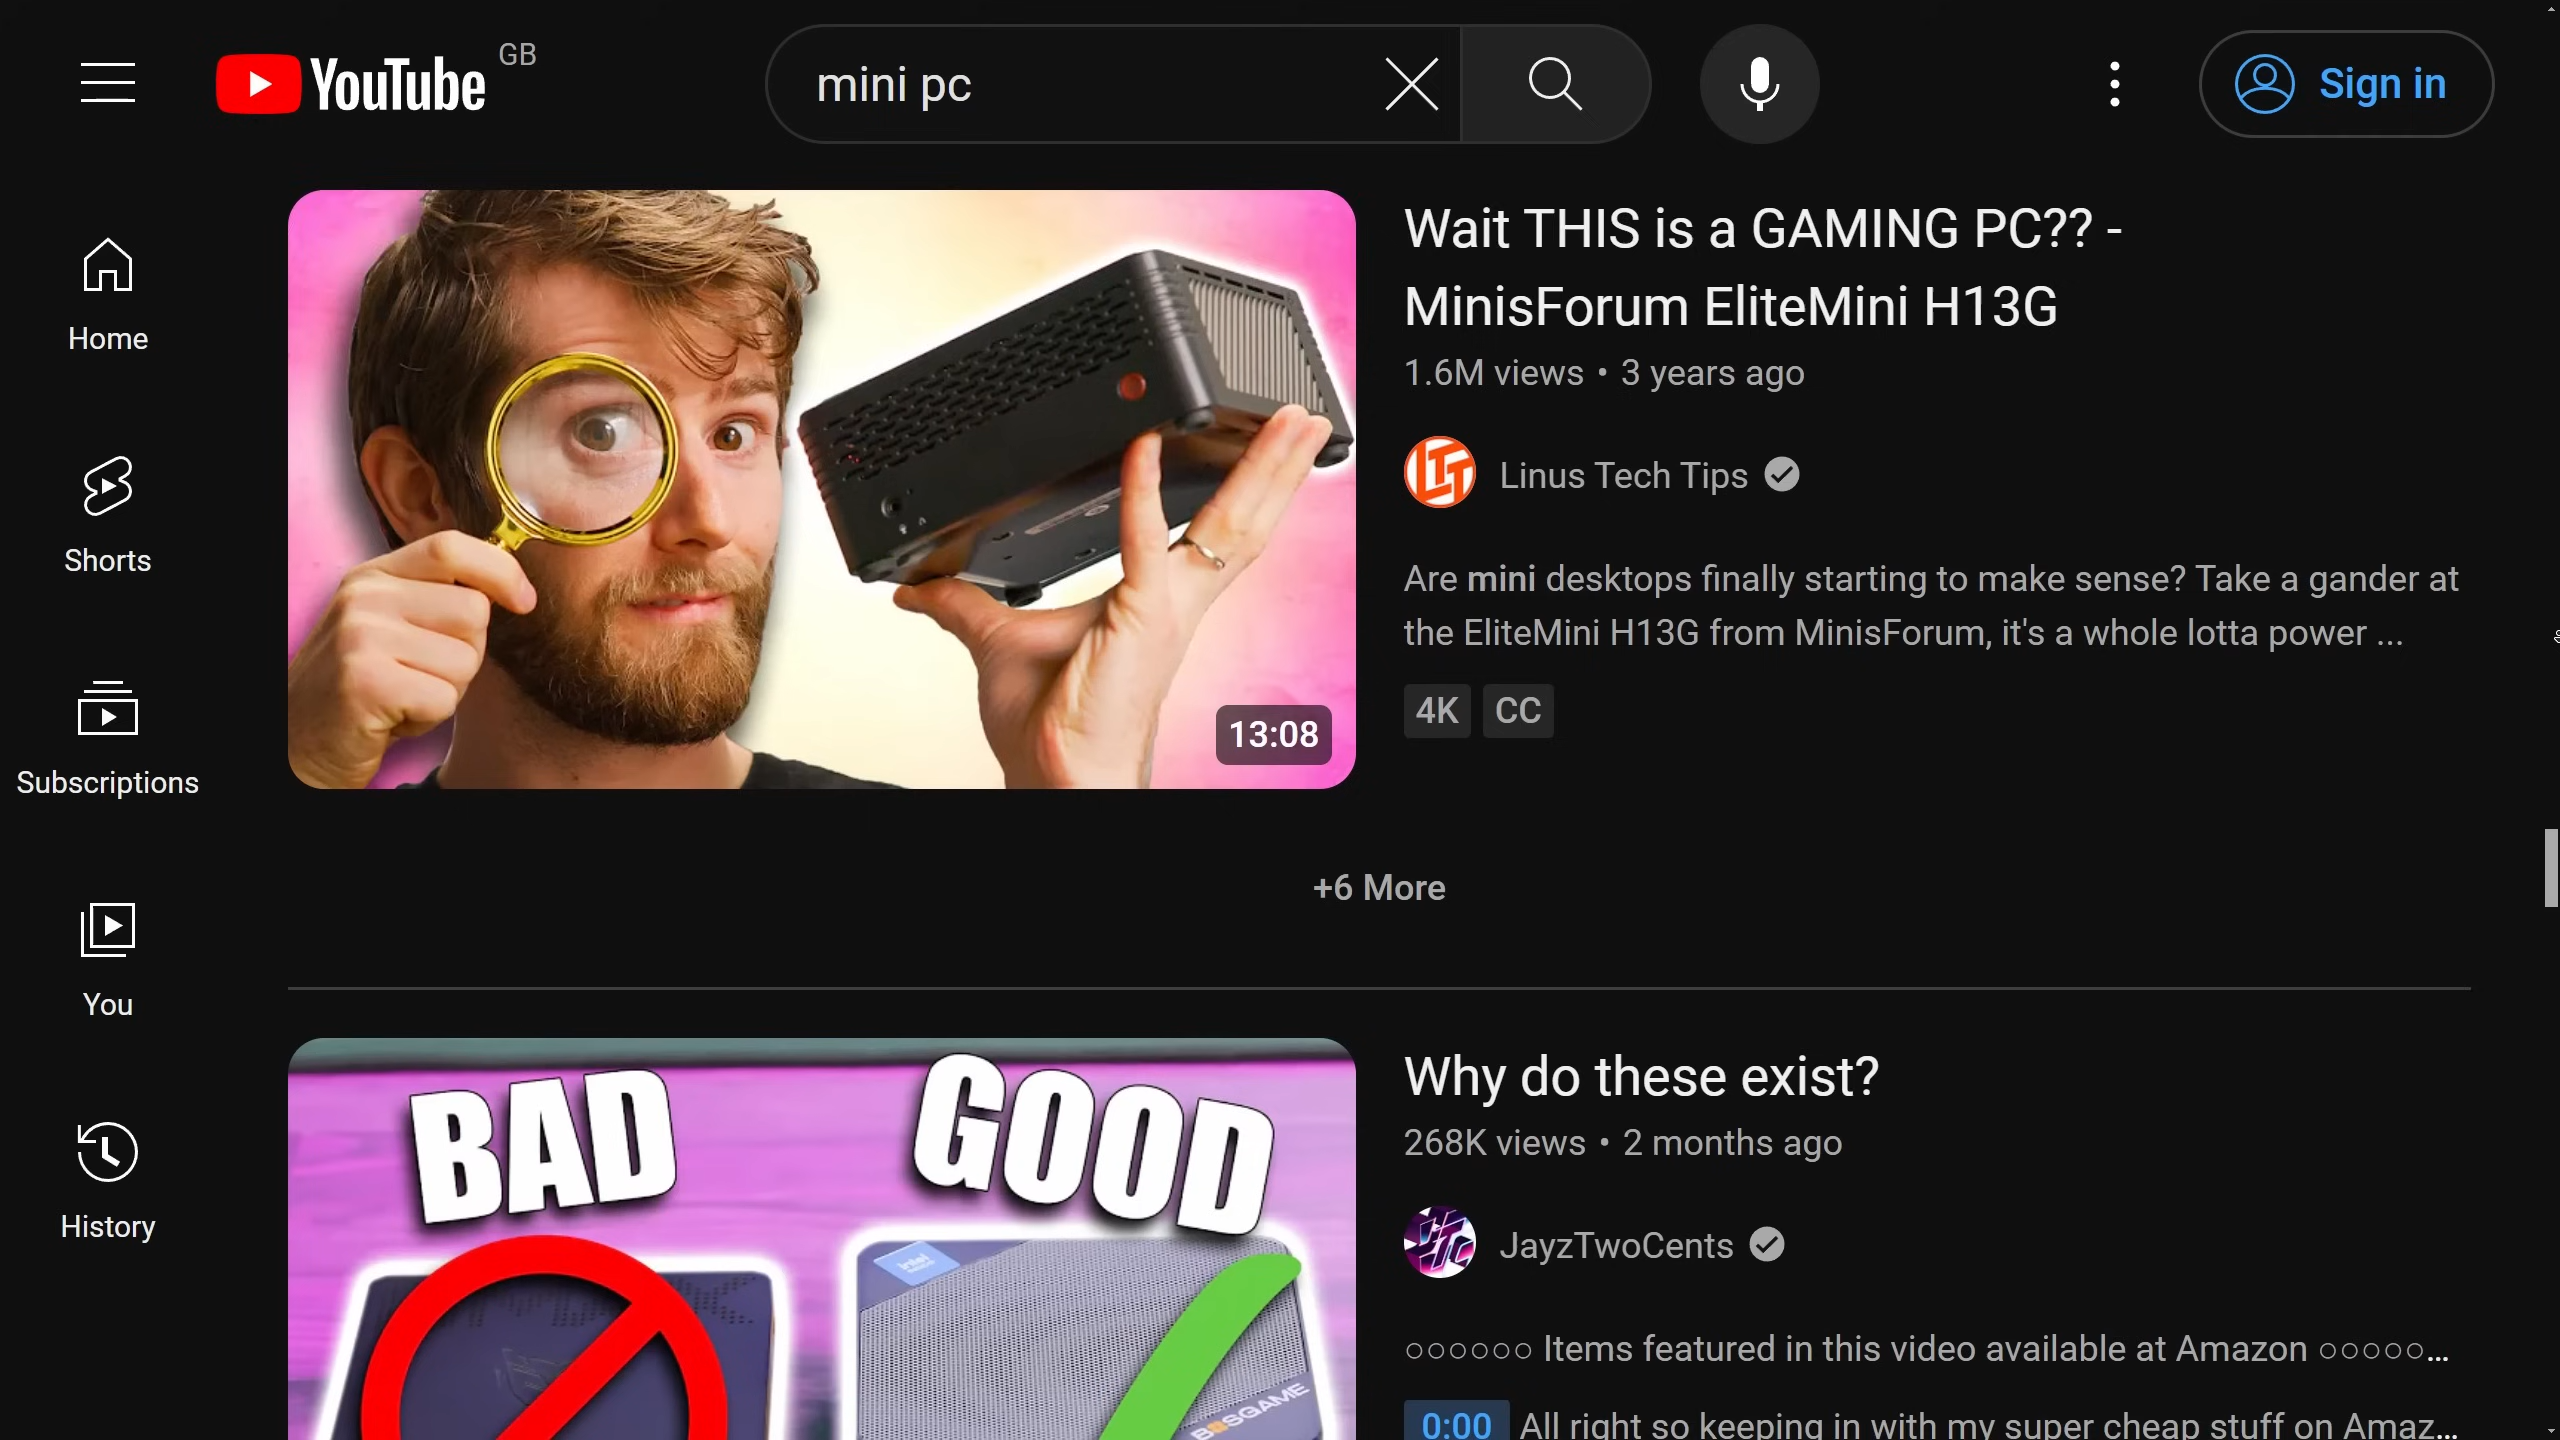 YouTube GB
mini pc
Sign in
Home
Shorts
Subscriptions
You
History
13:08
Wait THIS is a GAMING PC?? -
MinisForum EliteMini H13G
1.6M views • 3 years ago
LTT
Linus Tech Tips
Are mini desktops finally starting to make sense? Take a gander at
the EliteMini H13G from MinisForum, it's a whole lotta power ...
4K CC
+6 More
BAD GOOD
intel
BOSGAME
Why do these exist?
268K views • 2 months ago
JTC
JayzTwoCents
○○○○○○ Items featured in this video available at Amazon ○○○○○...
0:00 All right so keeping in with my super cheap stuff on Amaz...